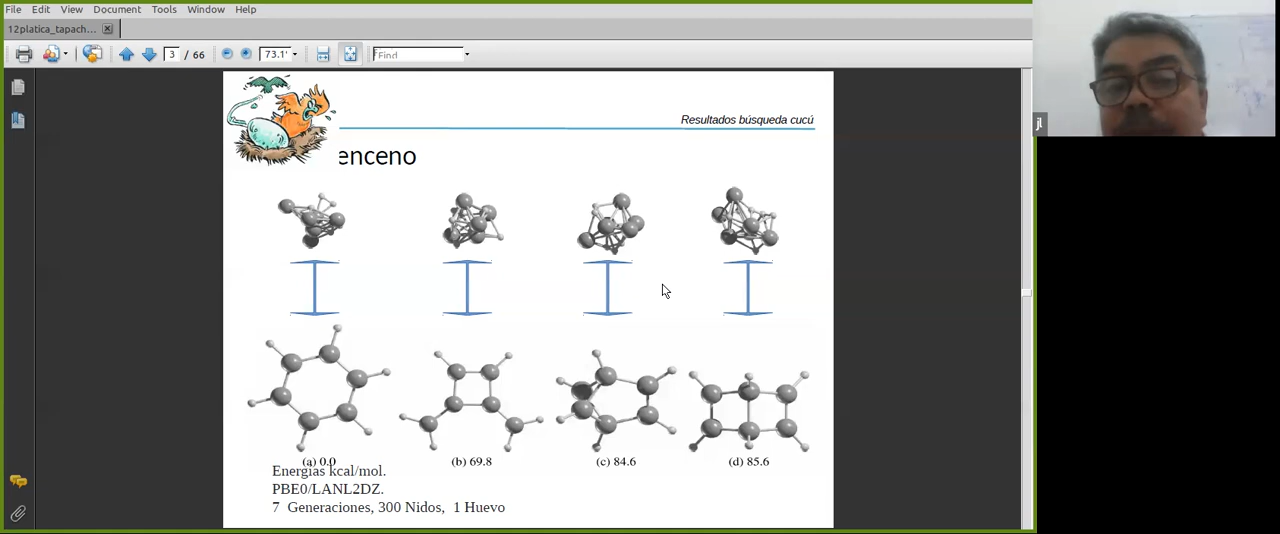 File Edit View Document Tools Window Help
12platica_tapach...
3 / 66 73.1 Find
Resultados búsqueda cucú
enceno
(a) 0.0 (b) 69.8 (c) 84.6 (d) 85.6
Energías kcal/mol.
PBE0/LANL2DZ.
7 Generaciones, 300 Nidos, 1 Huevo
jl